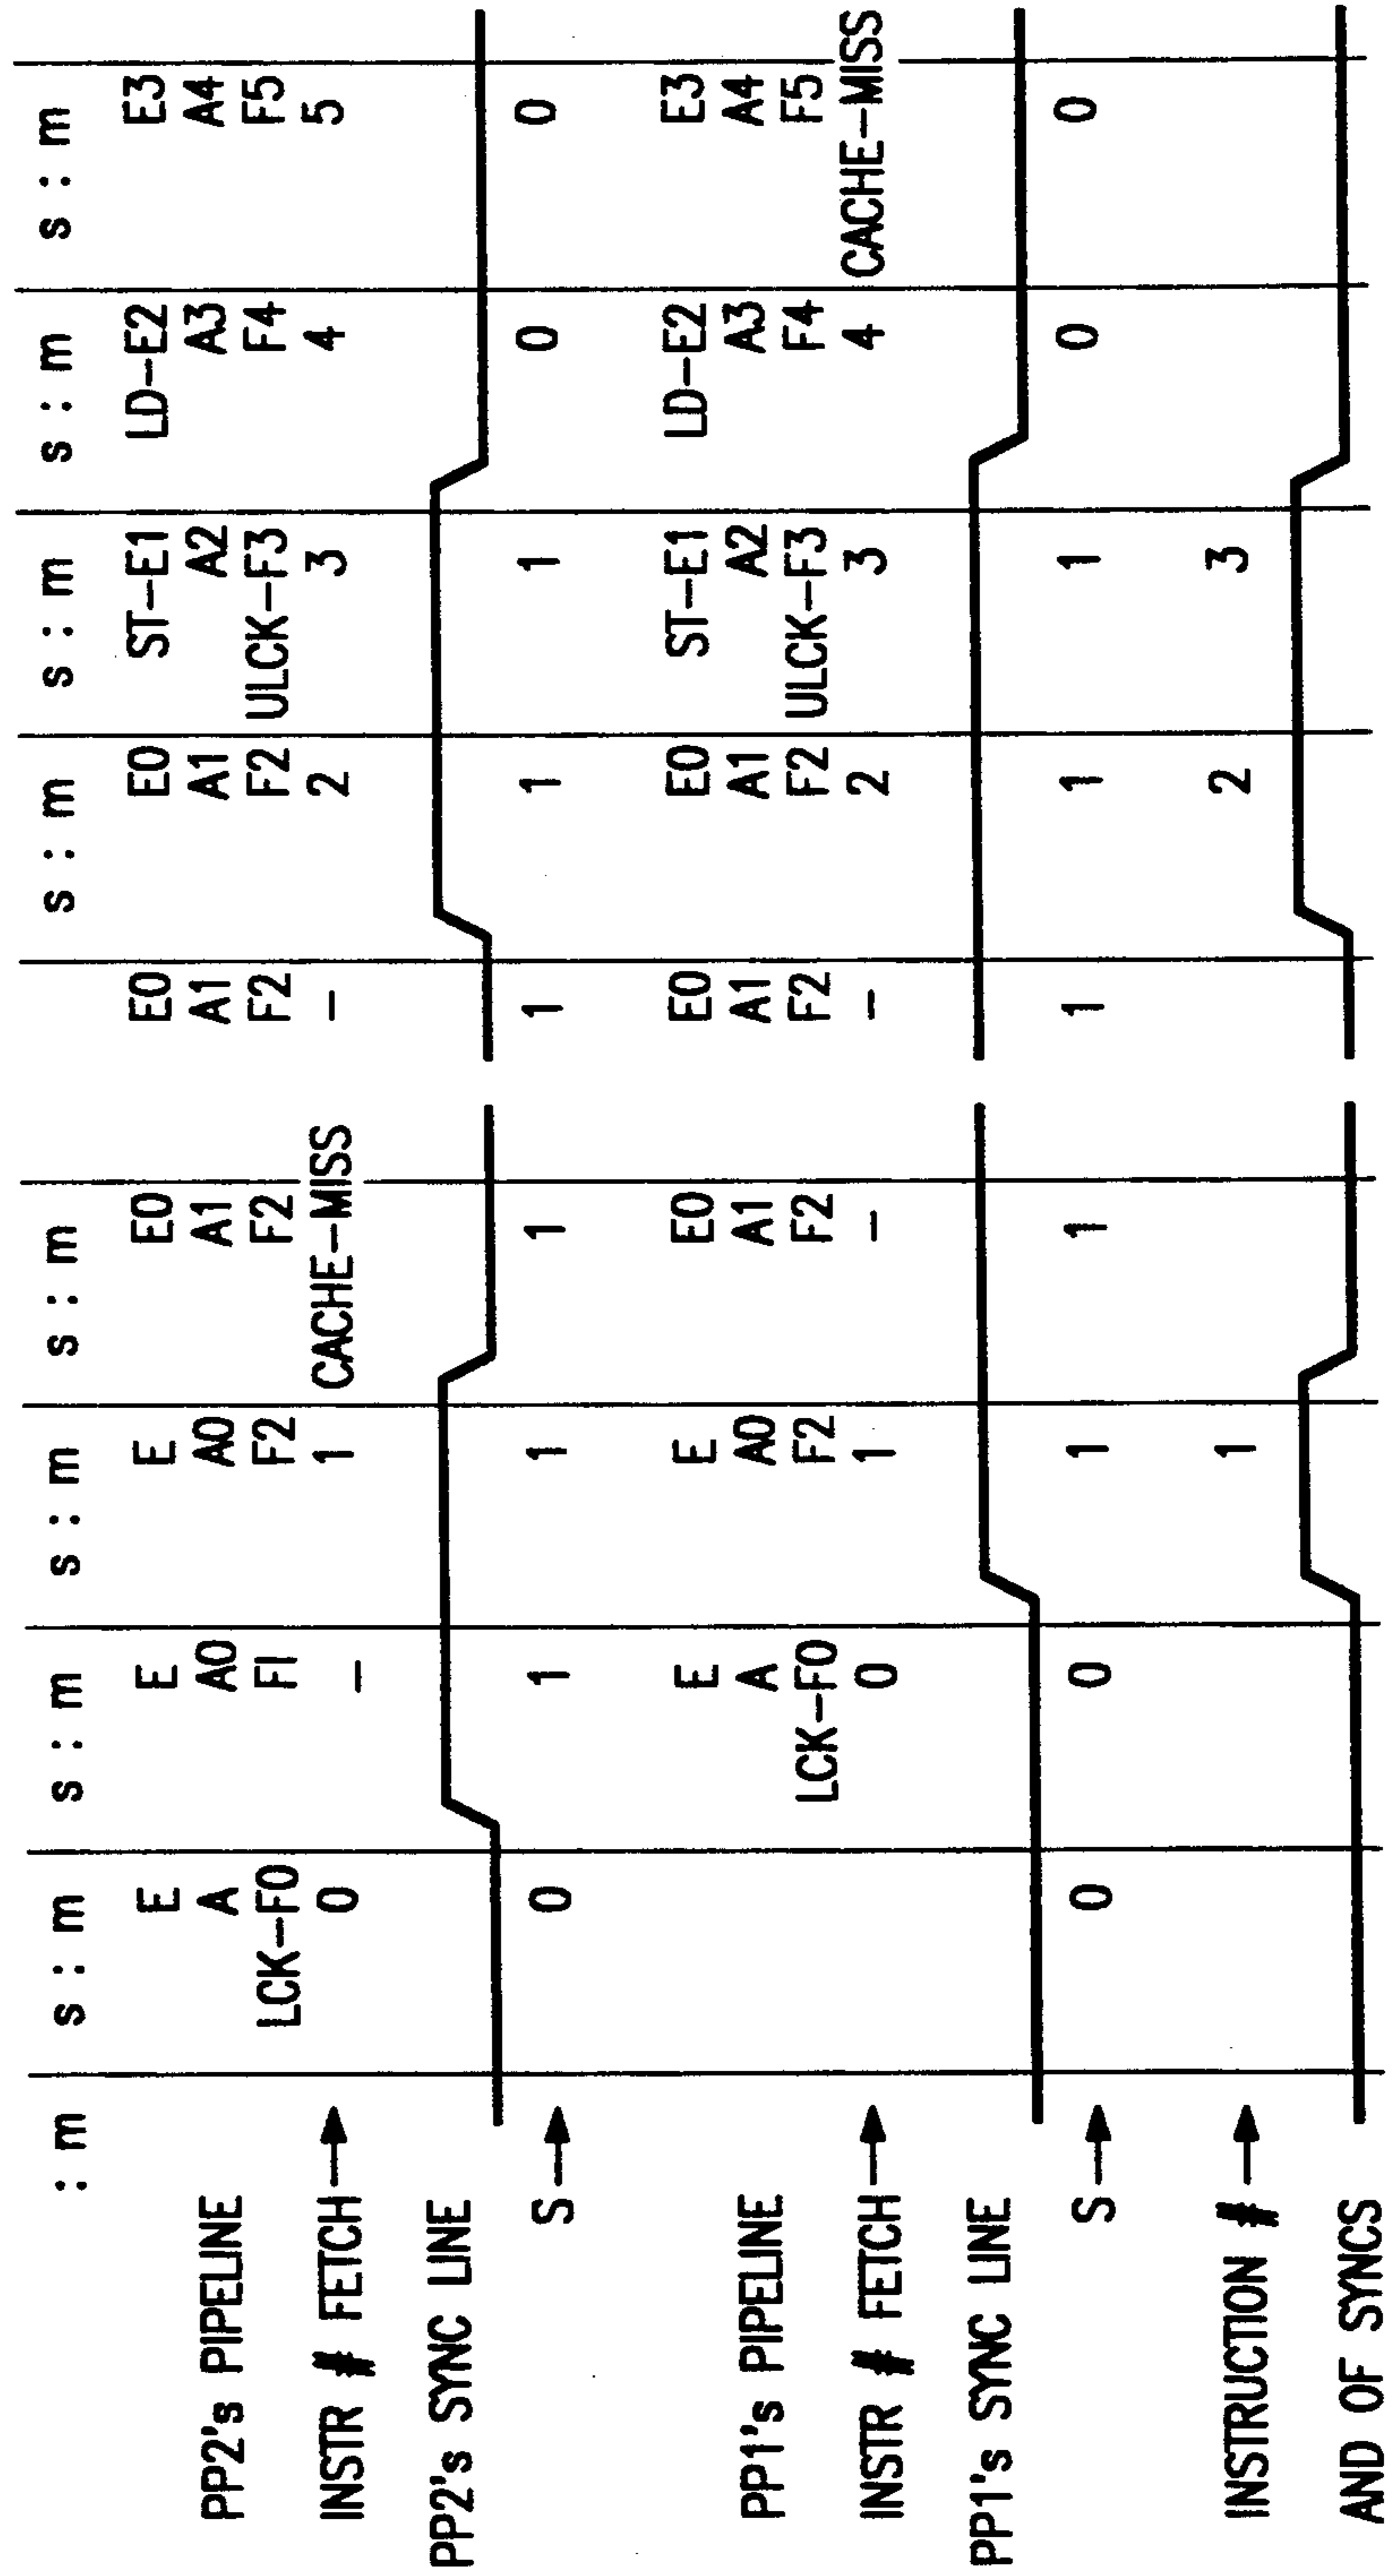 : m s : m s : m s : m s : m s : m s : m s : m s : m
PP2's PIPELINE
E E E E0 E0 E0 ST-E1 LD-E2 E3
A A0 A0 A1 A1 A1 A2 A3 A4
LCK-F0 F1 F2 F2 F2 F2 ULCK-F3 F4 F5
INSTR # FETCH 0 – 1 CACHE-MISS – 2 3 4 5
PP2's SYNC LINE
S 0 1 1 1 1 1 1 0 0
PP1's PIPELINE
E E E0 E0 E0 ST-E1 LD-E2 E3
A A0 A1 A1 A1 A2 A3 A4
LCK-F0 F2 F2 F2 F2 ULCK-F3 F4 F5
INSTR # FETCH 0 1 – – 2 3 4 CACHE-MISS
PP1's SYNC LINE
S 0 0 1 1 1 1 1 0 0
INSTRUCTION # 1 2 3
AND OF SYNCS